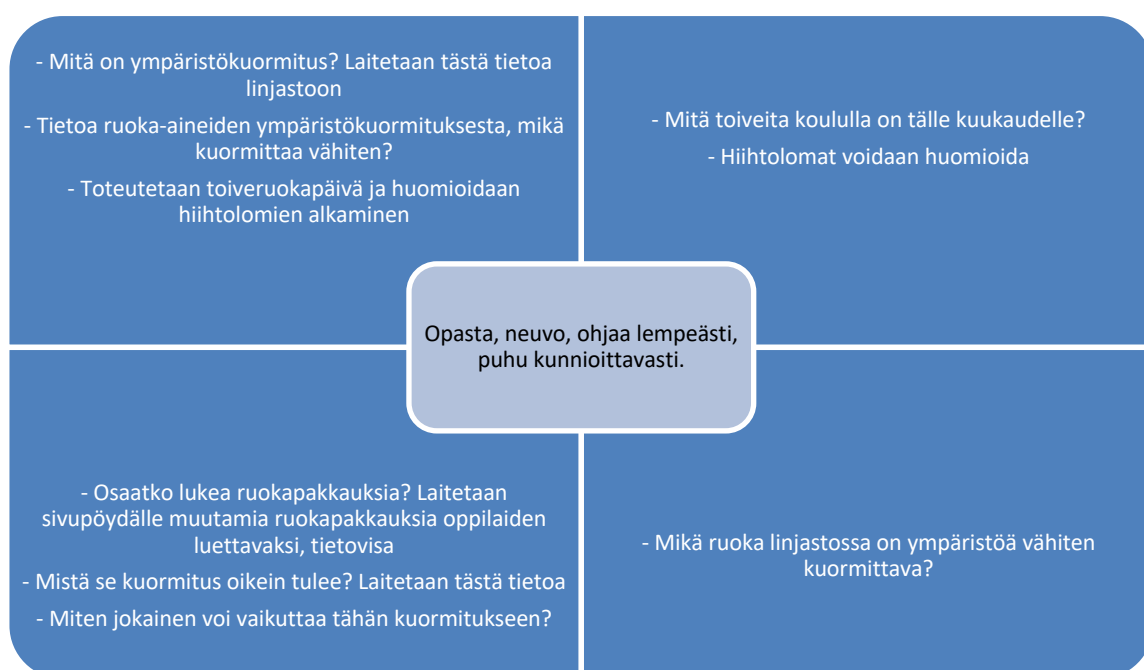 - Mitä on ympäristökuormitus? Laitetaan tästä tietoa
linjastoon
- Tietoa ruoka-aineiden ympäristökuormituksesta, mikä
kuormittaa vähiten?
- Toteutetaan toiveruokapäivä ja huomioidaan
hiihtolomien alkaminen
- Mitä toiveita koululla on tälle kuukaudelle?
- Hiihtolomat voidaan huomioida
Opasta, neuvo, ohjaa lempeästi,
puhu kunnioittavasti.
- Osaatko lukea ruokapakkauksia? Laitetaan
sivupöydälle muutamia ruokapakkauksia oppilaiden
luettavaksi, tietovisa
- Mistä se kuormitus oikein tulee? Laitetaan tästä tietoa
- Miten jokainen voi vaikuttaa tähän kuormitukseen?
- Mikä ruoka linjastossa on ympäristöä vähiten
kuormittava?